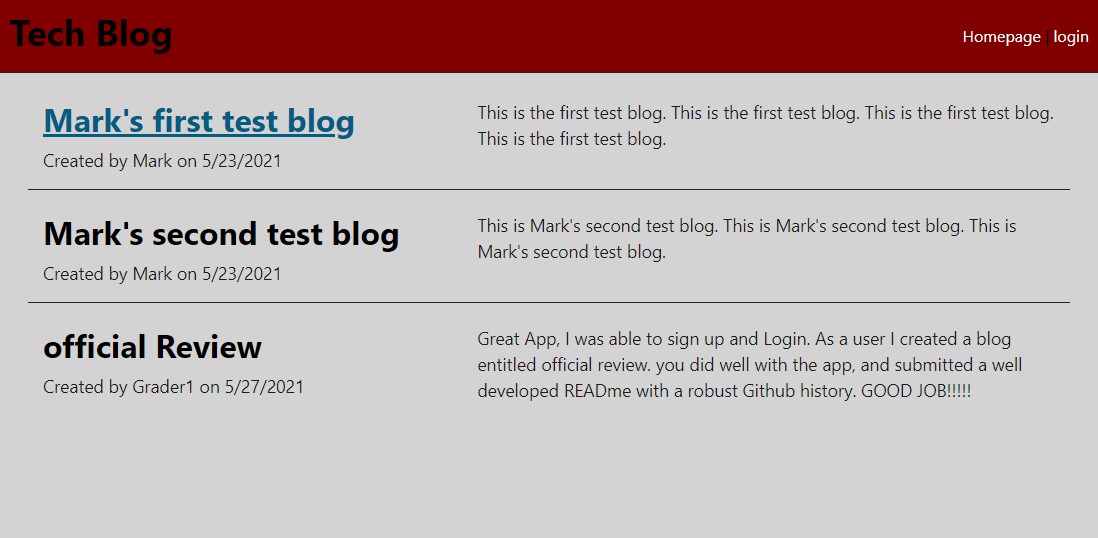 Tech Blog
Homepage | login
Mark's first test blog
Created by Mark on 5/23/2021
This is the first test blog. This is the first test blog. This is the first test blog.
This is the first test blog.
Mark's second test blog
Created by Mark on 5/23/2021
This is Mark's second test blog. This is Mark's second test blog. This is
Mark's second test blog.
official Review
Created by Grader1 on 5/27/2021
Great App, I was able to sign up and Login. As a user I created a blog
entitled official review. you did well with the app, and submitted a well
developed READme with a robust Github history. GOOD JOB!!!!!